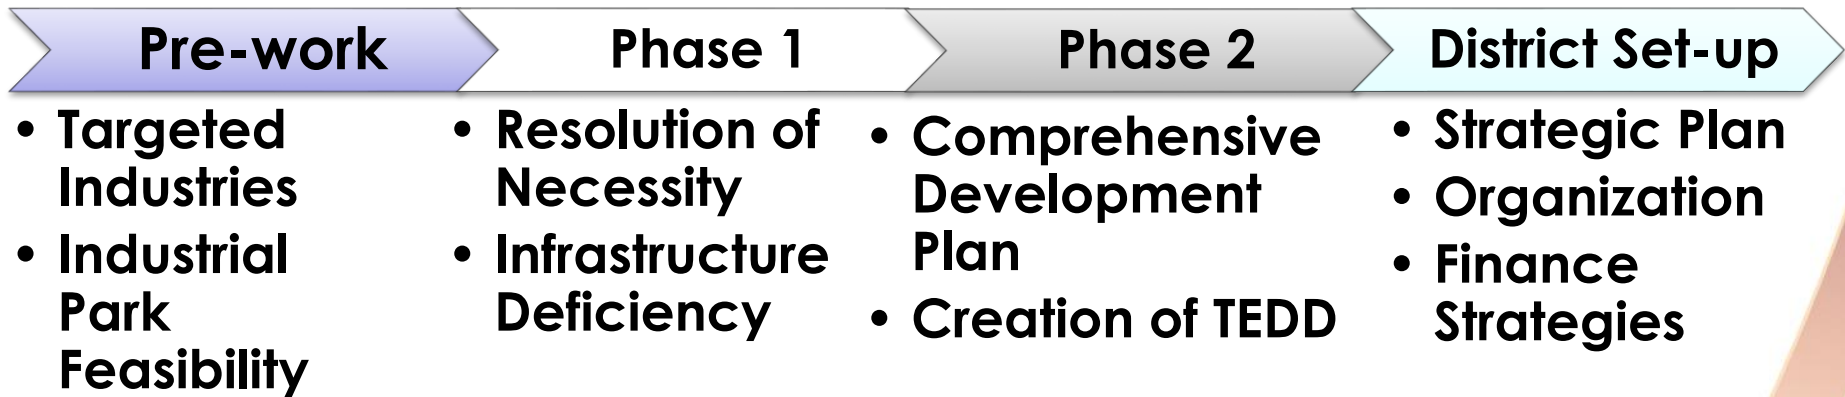 Pre-work
Phase 1
Phase 2
District Set-up
• Targeted
Industries
• Industrial
Park
Feasibility
• Resolution of
Necessity
• Infrastructure
Deficiency
• Comprehensive
Development
Plan
• Creation of TEDD
• Strategic Plan
• Organization
• Finance
Strategies